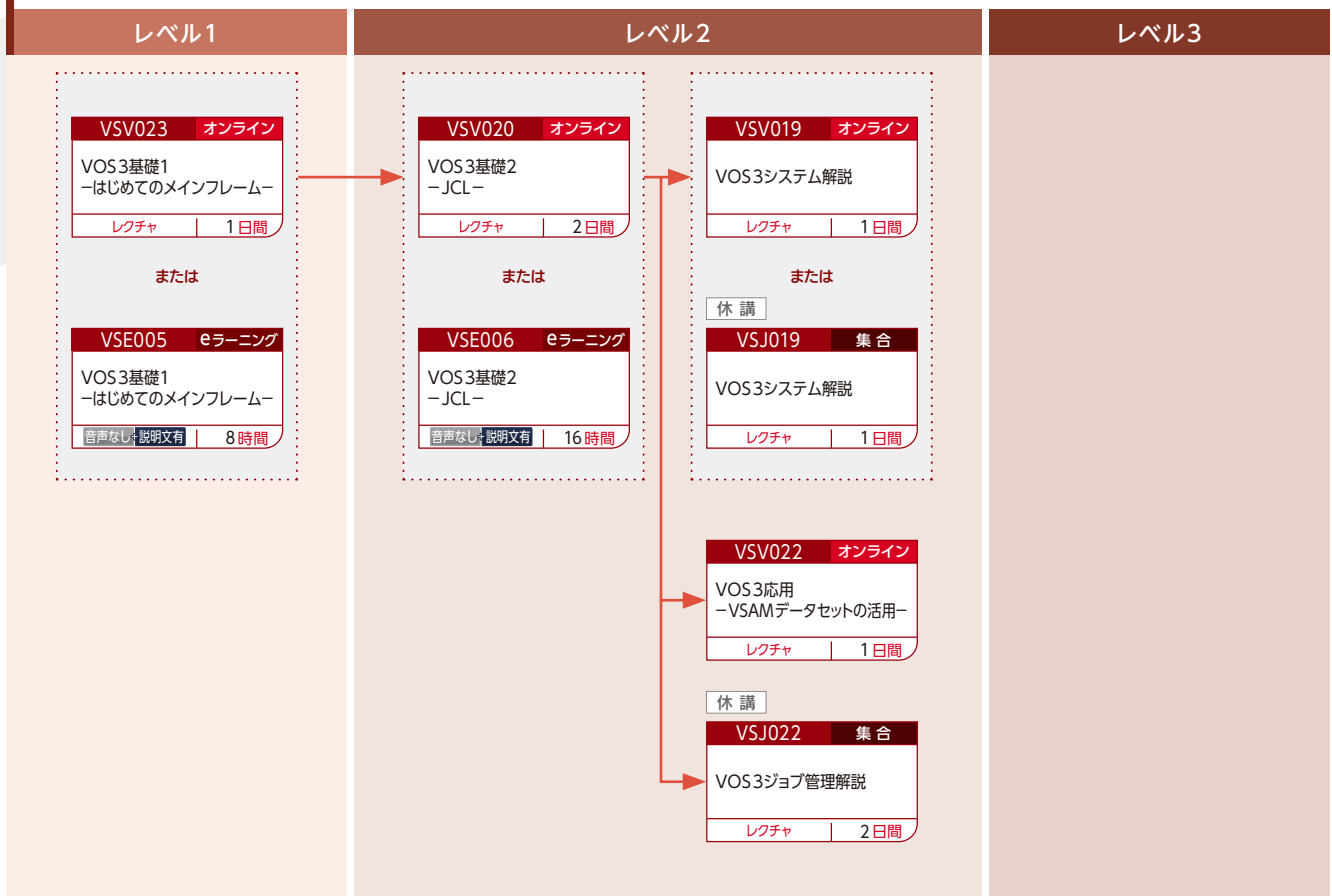 レベル1
レベル2
レベル3
VSV023 オンライン
VOS3基礎1
−はじめてのメインフレーム−
レクチャ 1日間
または
VSE005 eラーニング
VOS3基礎1
−はじめてのメインフレーム−
音声なし+説明文有 8時間
VSV020 オンライン
VOS3基礎2
−JCL−
レクチャ 2日間
または
VSE006 eラーニング
VOS3基礎2
−JCL−
音声なし+説明文有 16時間
VSV019 オンライン
VOS3システム解説
レクチャ 1日間
または
休 講
VSJ019 集 合
VOS3システム解説
レクチャ 1日間
VSV022 オンライン
VOS3応用
−VSAMデータセットの活用−
レクチャ 1日間
休 講
VSJ022 集 合
VOS3ジョブ管理解説
レクチャ 2日間